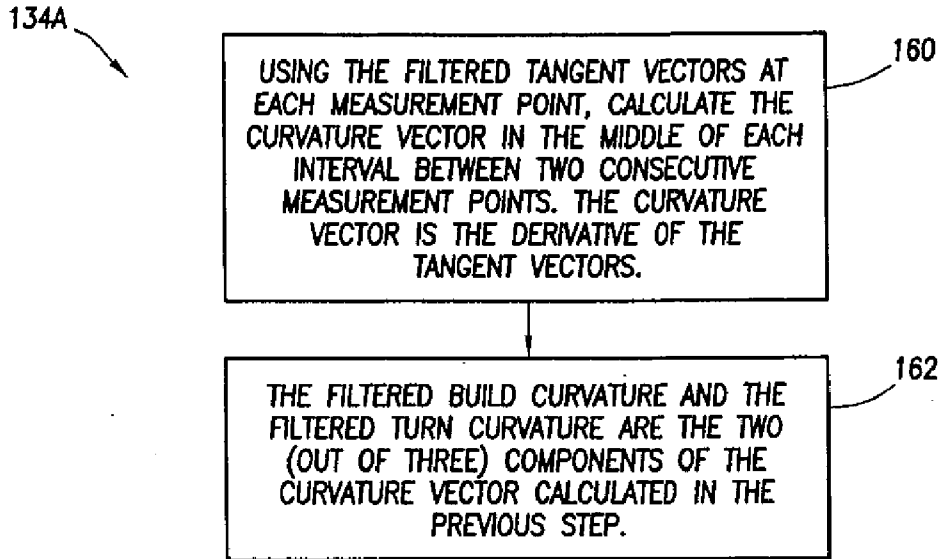 134A
160
USING THE FILTERED TANGENT VECTORS AT
EACH MEASUREMENT POINT, CALCULATE THE
CURVATURE VECTOR IN THE MIDDLE OF EACH
INTERVAL BETWEEN TWO CONSECUTIVE
MEASUREMENT POINTS. THE CURVATURE
VECTOR IS THE DERIVATIVE OF THE
TANGENT VECTORS.
162
THE FILTERED BUILD CURVATURE AND THE
FILTERED TURN CURVATURE ARE THE TWO
(OUT OF THREE) COMPONENTS OF THE
CURVATURE VECTOR CALCULATED IN THE
PREVIOUS STEP.